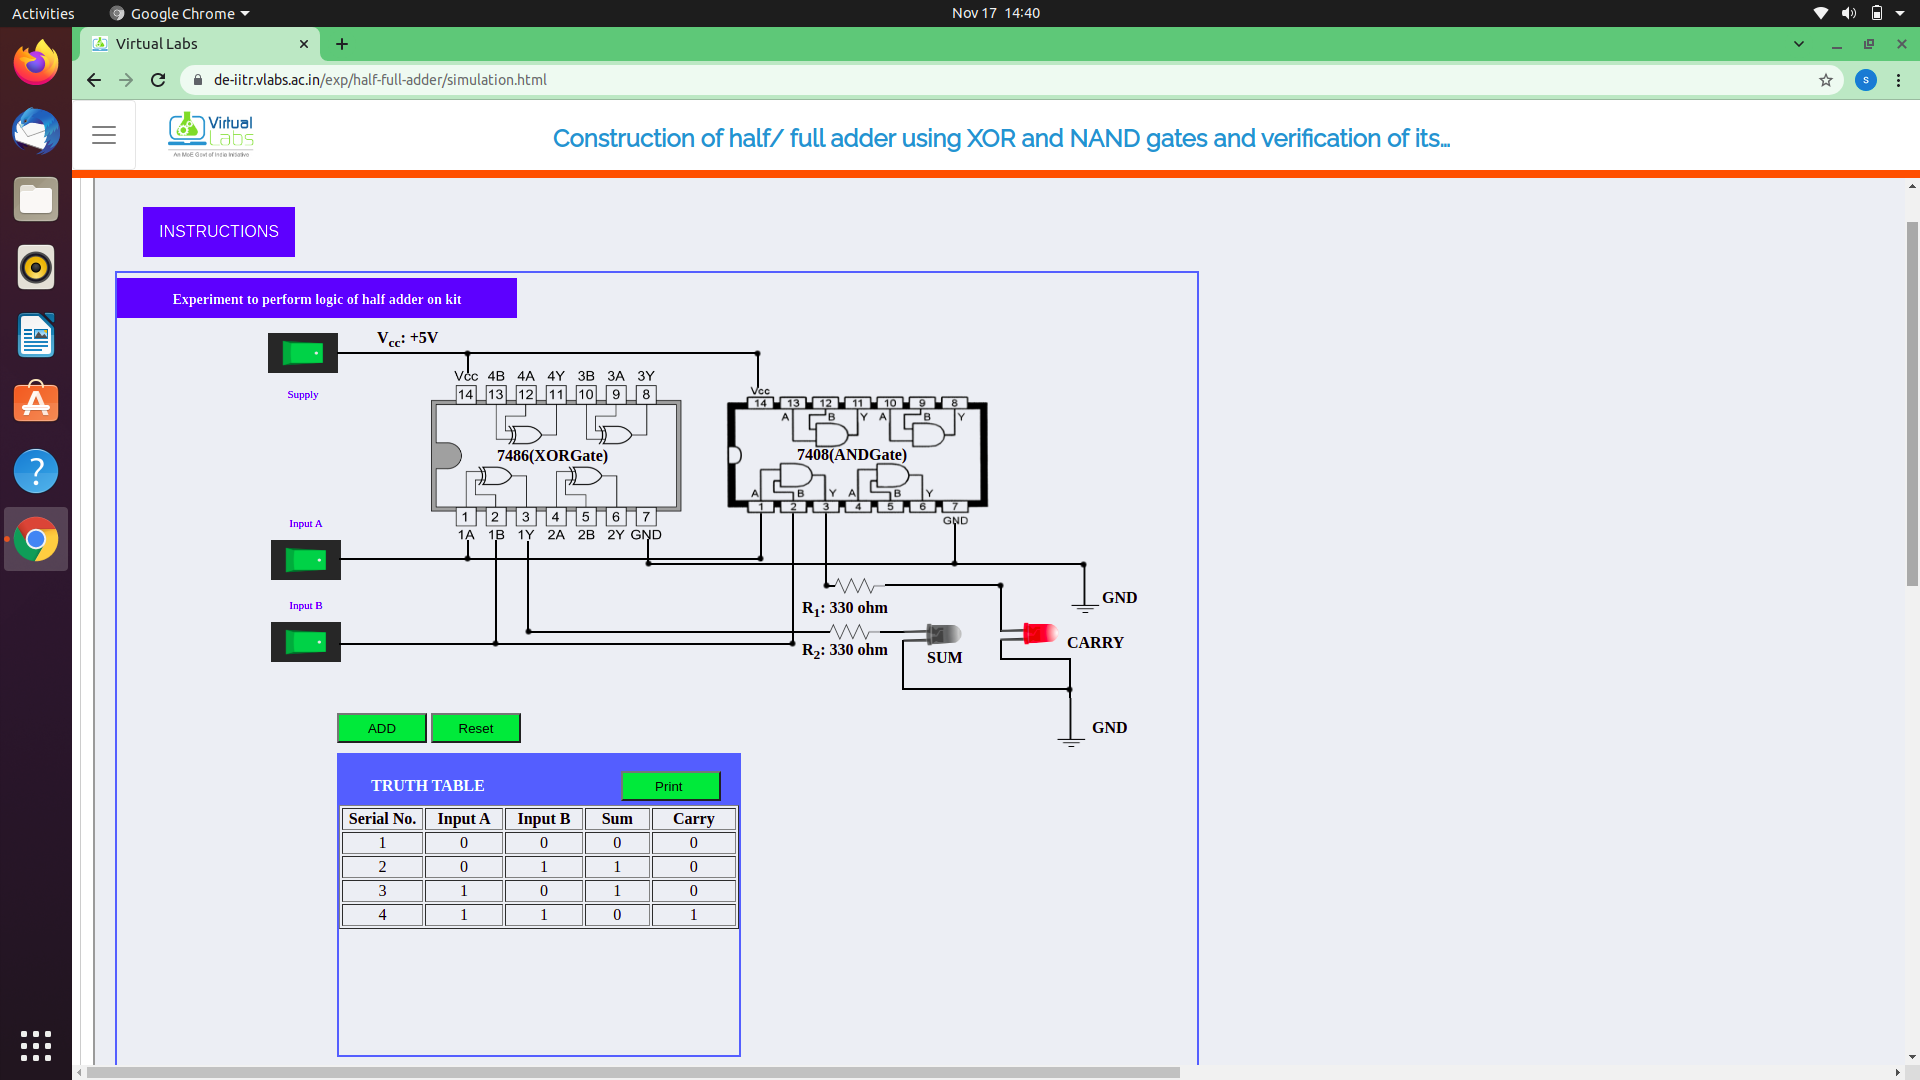 Activities
Google Chrome
Nov 17 14:40
Virtual Labs
de-iitr.vlabs.ac.in/exp/half-full-adder/simulation.html
s
Virtual
Labs
An MoE Govt of India Initiative
Construction of half/ full adder using XOR and NAND gates and verification of its...
INSTRUCTIONS
Experiment to perform logic of half adder on kit
Vcc: +5V
Supply
Vcc 4B 4A 4Y 3B 3A 3Y
14 13 12 11 10 9 8
7486(XORGate)
1 2 3 4 5 6 7
1A 1B 1Y 2A 2B 2Y GND
Vcc
14 13 12 11 10 9 8
A B Y A B Y
7408(ANDGate)
A B Y A B Y
1 2 3 4 5 6 7
GND
Input A
Input B
R1: 330 ohm
R2: 330 ohm
GND
CARRY
SUM
GND
ADD Reset
TRUTH TABLE
Print
Serial No. Input A Input B Sum Carry
1 0 0 0 0
2 0 1 1 0
3 1 0 1 0
4 1 1 0 1